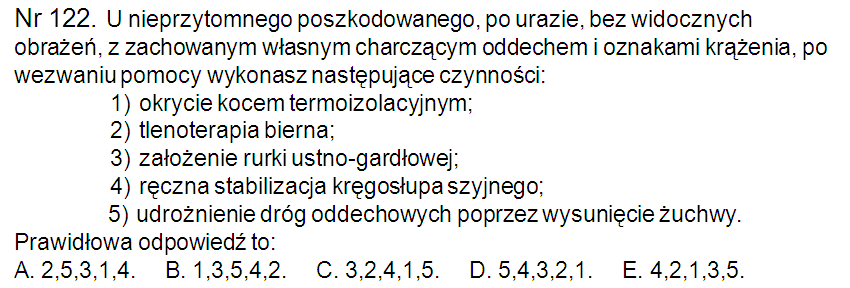 Nr 122. U nieprzytomnego poszkodowanego, po urazie, bez widocznych
obrażeń, z zachowanym własnym charczącym oddechem i oznakami krążenia, po
wezwaniu pomocy wykonasz następujące czynności:
1) okrycie kocem termoizolacyjnym;
2) tlenoterapia bierna;
3) założenie rurki ustno-gardłowej;
4) ręczna stabilizacja kręgosłupa szyjnego;
5) udrożnienie dróg oddechowych poprzez wysunięcie żuchwy.
Prawidłowa odpowiedź to:
A. 2,5,3,1,4. B. 1,3,5,4,2. C. 3,2,4,1,5. D. 5,4,3,2,1. E. 4,2,1,3,5.